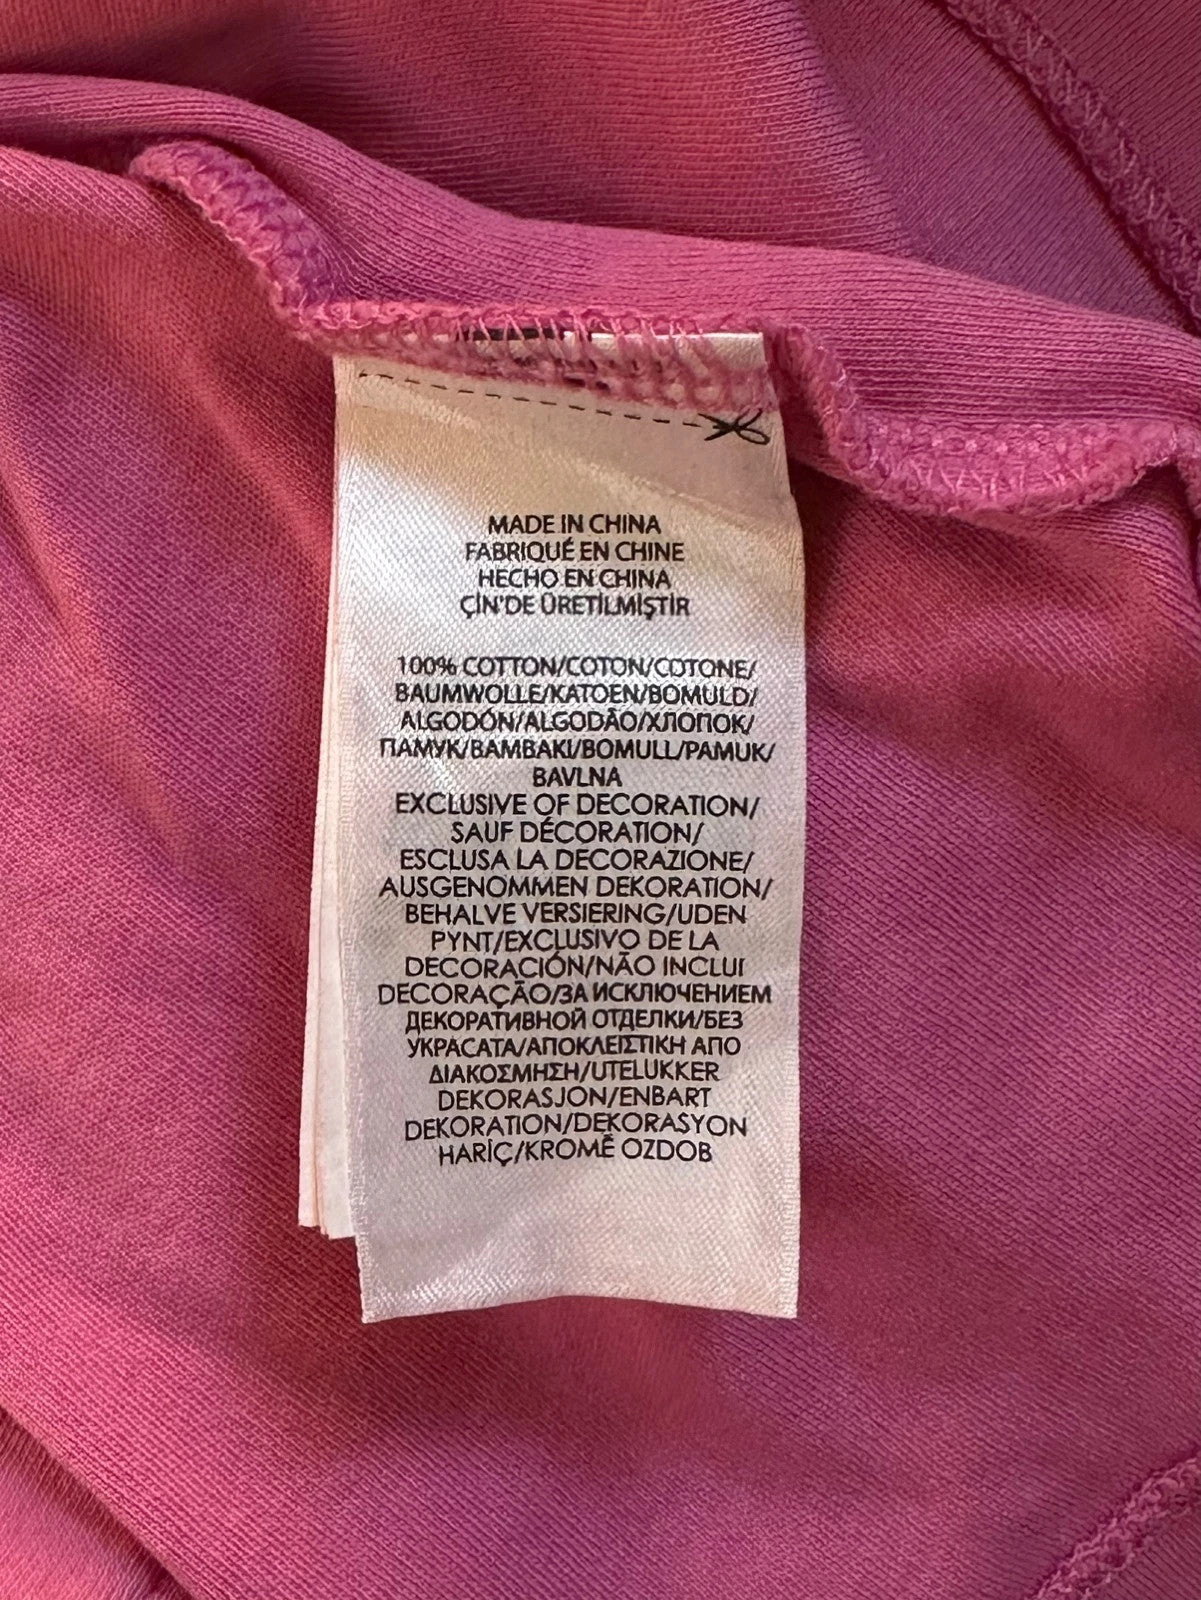 MADE IN CHINA
FABRIQUÉ EN CHINE
HECHO EN CHINA
ÇİN'DE ÜRETİLMİŞTİR
100% COTTON/COTON/COTONE/
BAUMWOLLE/KATOEN/BOMULD/
ALGODÓN/ALGODÃO/ХЛОПОК/
ПАМУК/BAMBAKI/BOMULL/PAMUK/
BAVLNA
EXCLUSIVE OF DECORATION/
SAUF DÉCORATION/
ESCLUSA LA DECORAZIONE/
AUSGENOMMEN DEKORATION/
BEHALVE VERSIERING/UDEN
PYNT/EXCLUSIVO DE LA
DECORACIÓN/NÃO INCLUI
DECORAÇÃO/ЗА ИСКЛЮЧЕНИЕМ
ДЕКОРАТИВНОЙ ОТДЕЛКИ/БЕЗ
УКРАСАТА/ΑΠΟΚΛΕΙΣΤΙΚΗ ΑΠΟ
ΔΙΑΚΟΣΜΗΣΗ/UTELUKKER
DEKORASJON/ENBART
DEKORATION/DEKORASYON
HARİÇ/KROMĚ OZDOB